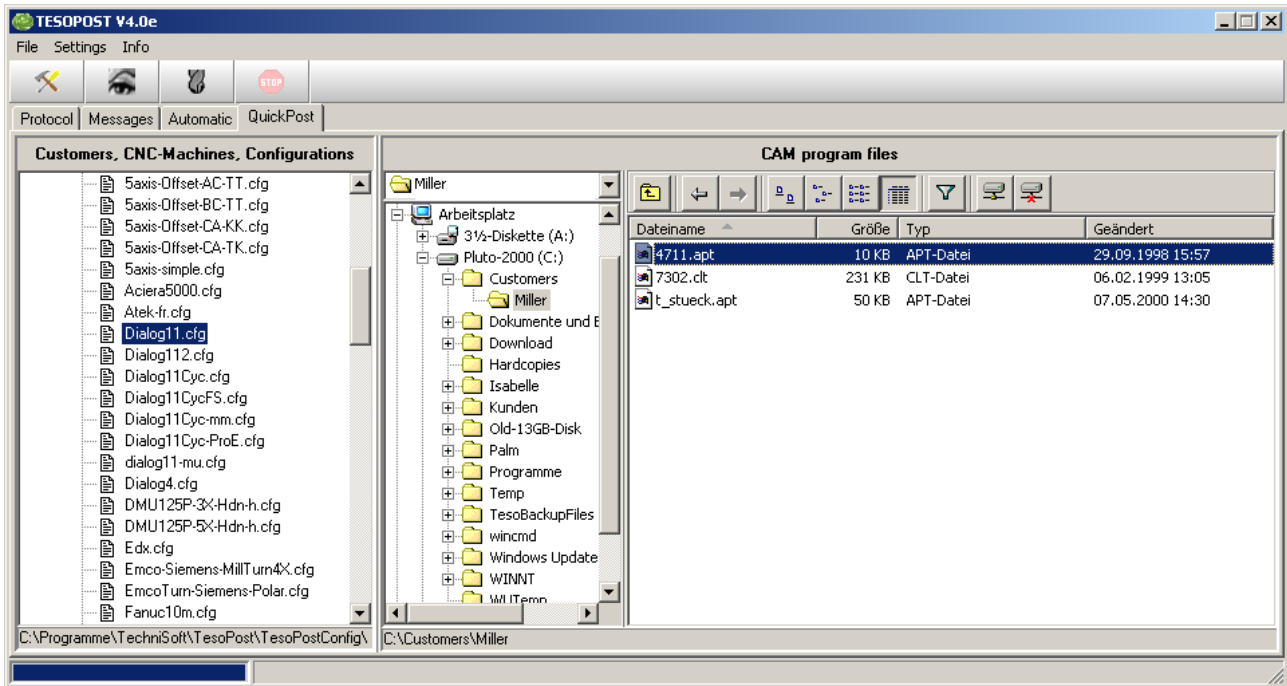 TESOPOST V4.0e
File Settings Info
STOP
Protocol Messages Automatic QuickPost
Customers, CNC-Machines, Configurations
5axis-Offset-AC-TT.cfg
5axis-Offset-BC-TT.cfg
5axis-Offset-CA-KK.cfg
5axis-Offset-CA-TK.cfg
5axis-simple.cfg
Aciera5000.cfg
Atek-fr.cfg
Dialog11.cfg
Dialog112.cfg
Dialog11Cyc.cfg
Dialog11CycFS.cfg
Dialog11Cyc-mm.cfg
Dialog11Cyc-ProE.cfg
dialog11-mu.cfg
Dialog4.cfg
DMU125P-3X-Hdn-h.cfg
DMU125P-5X-Hdn-h.cfg
Edx.cfg
Emco-Siemens-MillTurn4X.cfg
EmcoTurn-Siemens-Polar.cfg
Fanuc10m.cfg
C:\Programme\TechniSoft\TesoPost\TesoPostConfig\
CAM program files
Miller
Arbeitsplatz
3½-Diskette (A:)
Pluto-2000 (C:)
Customers
Miller
Dokumente und E
Download
Hardcopies
Isabelle
Kunden
Old-13GB-Disk
Palm
Programme
Temp
TesoBackupFiles
wincmd
Windows Update
WINNT
WUTemp
Dateiname Größe Typ Geändert
4711.apt 10 KB APT-Datei 29.09.1998 15:57
7302.clt 231 KB CLT-Datei 06.02.1999 13:05
t_stueck.apt 50 KB APT-Datei 07.05.2000 14:30
C:\Customers\Miller